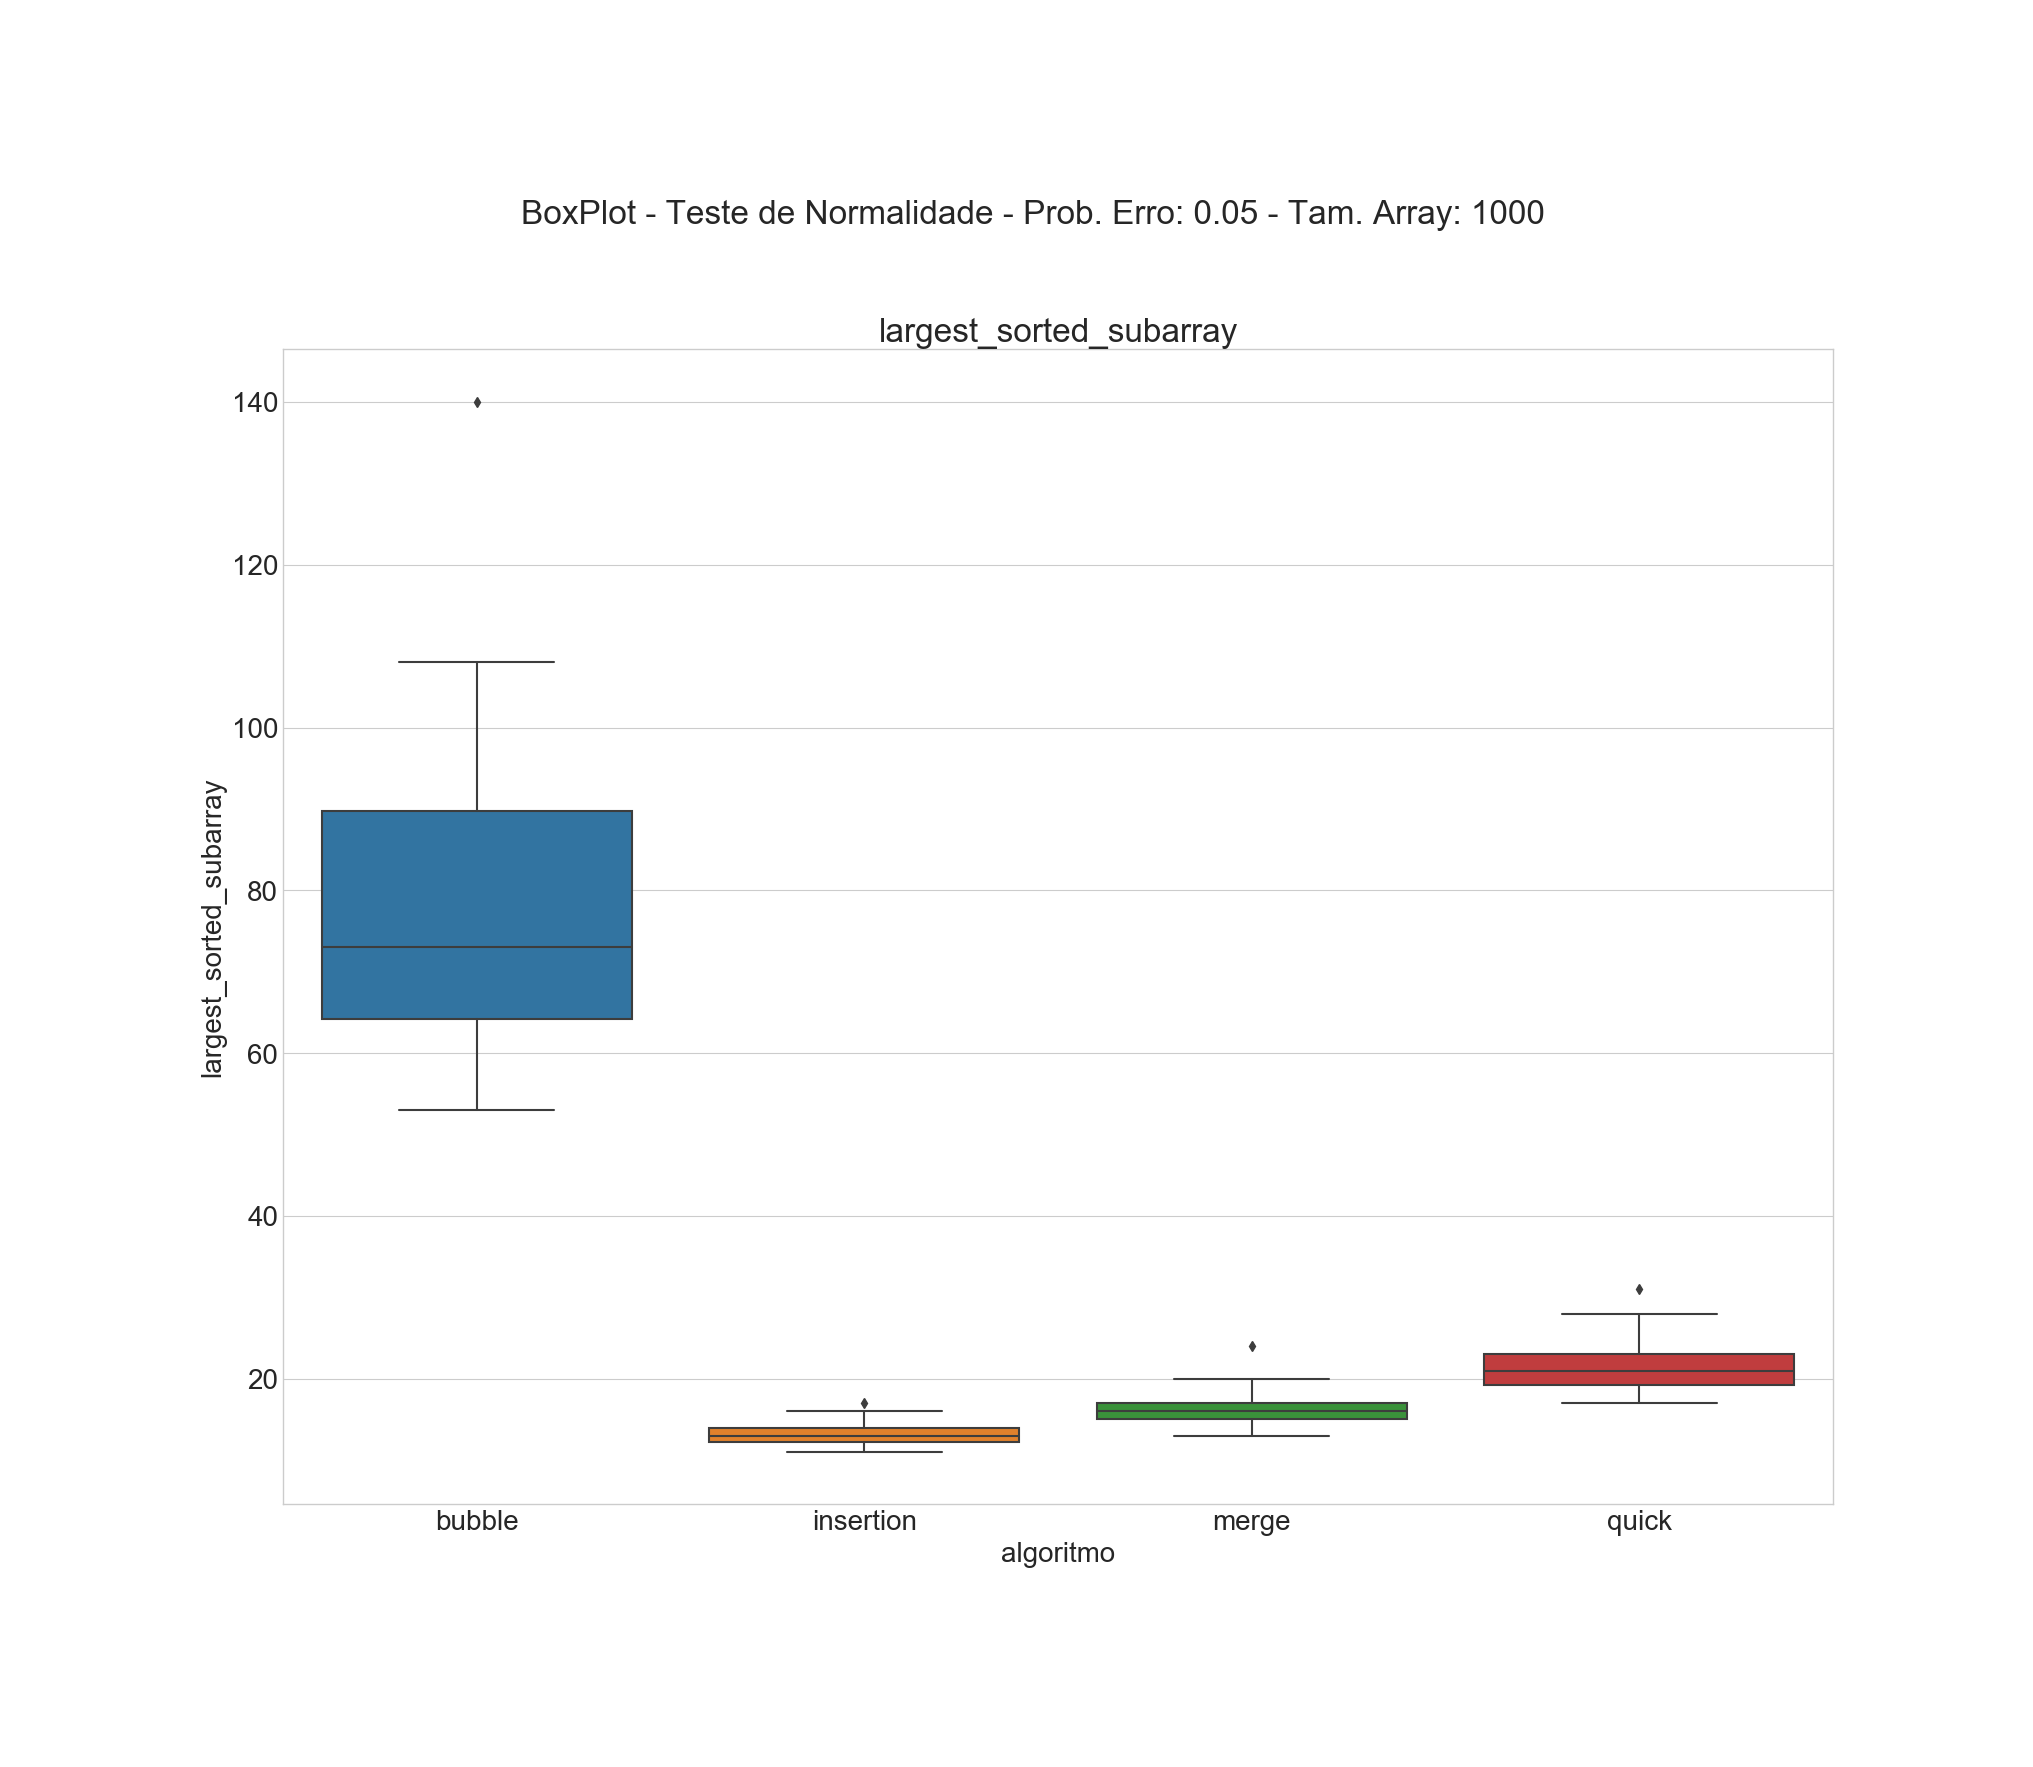 BoxPlot - Teste de Normalidade - Prob. Erro: 0.05 - Tam. Array: 1000
largest_sorted_subarray
140
120
100
80
60
40
20
largest_sorted_subarray
bubble insertion merge quick
algoritmo